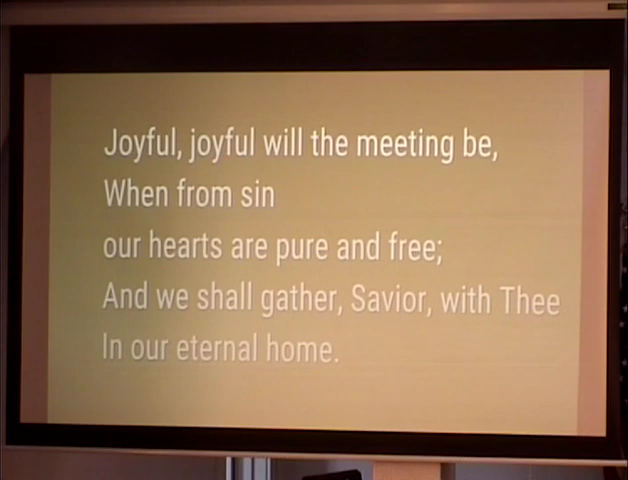 Joyful, joyful will the meeting be,
When from sin
our hearts are pure and free;
And we shall gather, Savior, with Thee
In our eternal home.